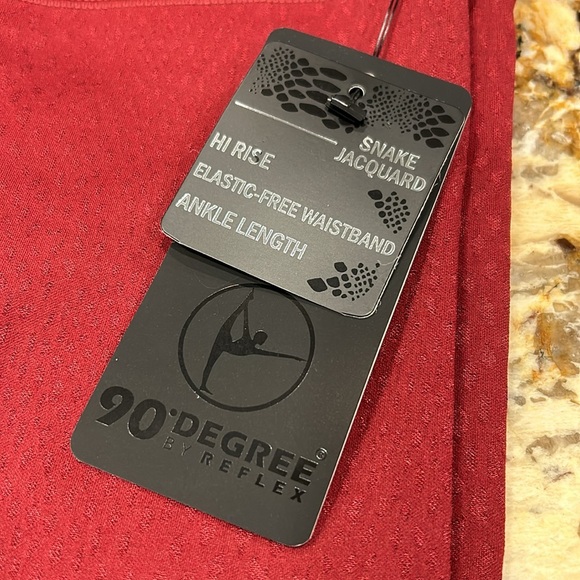 SNAKE
JACQUARD
HI RISE
ELASTIC-FREE WAISTBAND
ANKLE LENGTH
90°DEGREE®
BY REFLEX